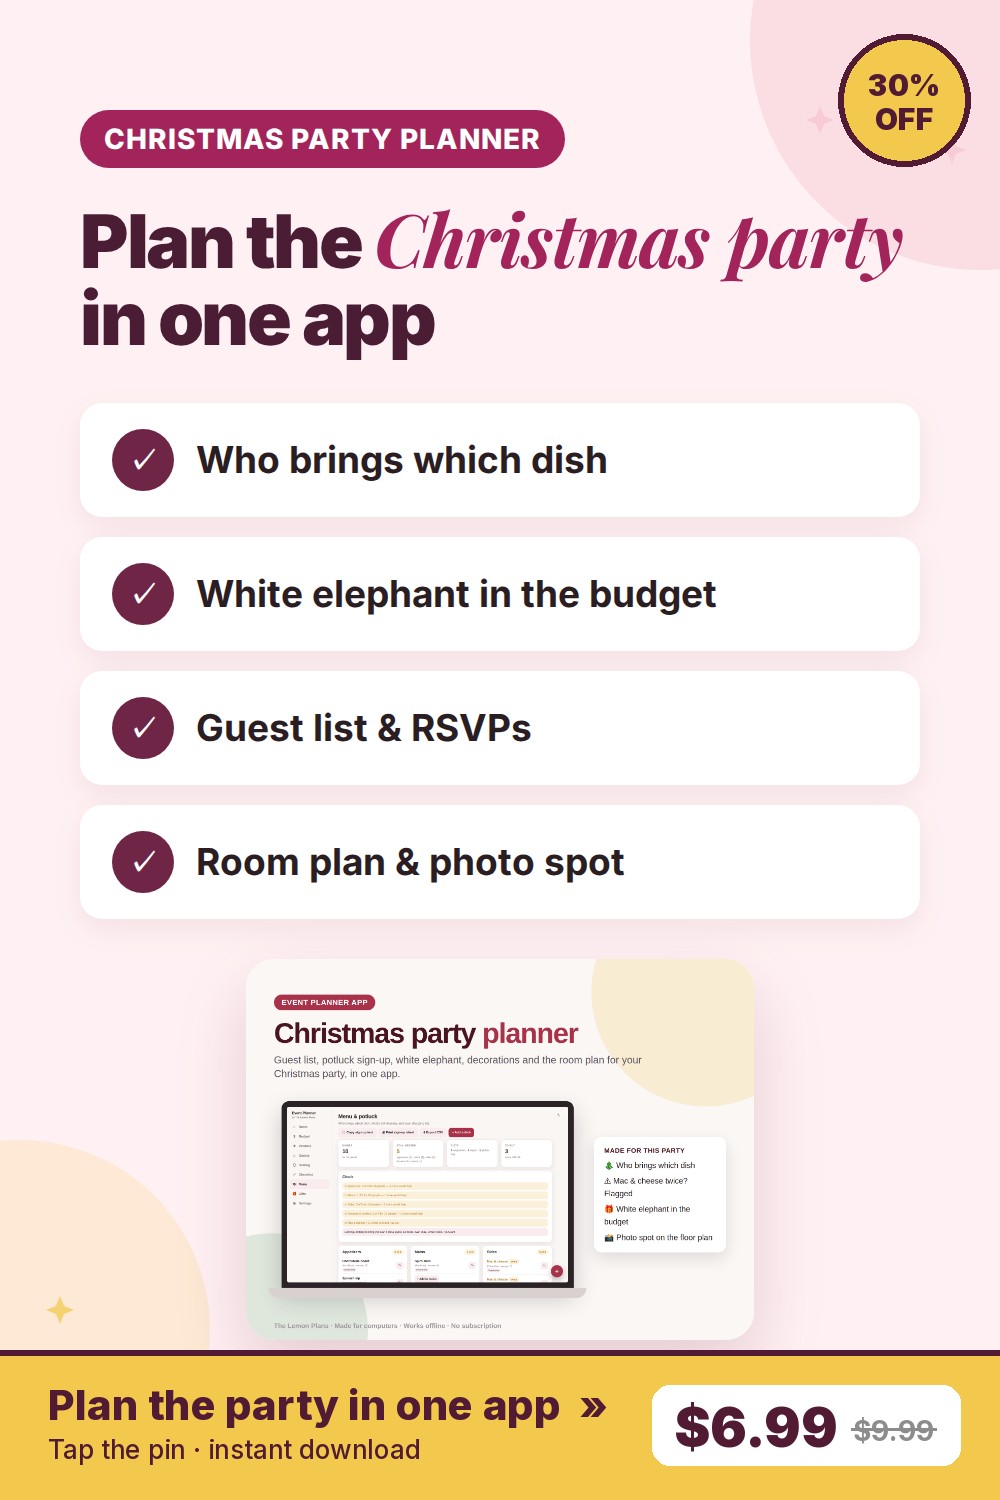 30%
OFF
CHRISTMAS PARTY PLANNER
Plan the Christmas party
in one app
Who brings which dish
White elephant in the budget
Guest list & RSVPs
Room plan & photo spot
EVENT PLANNER APP
Christmas party planner
Guest list, potluck sign-up, white elephant, decorations and the room plan for your
Christmas party, in one app.
Event Planner
Menu & potluck
Appetizers
Mains
Sides
MADE FOR THIS PARTY
Who brings which dish
Mac & cheese twice?
Flagged
White elephant in the
budget
Photo spot on the floor plan
The Lemon Plans · Made for computers · Works offline · No subscription
Plan the party in one app »
Tap the pin · instant download
$6.99 $9.99